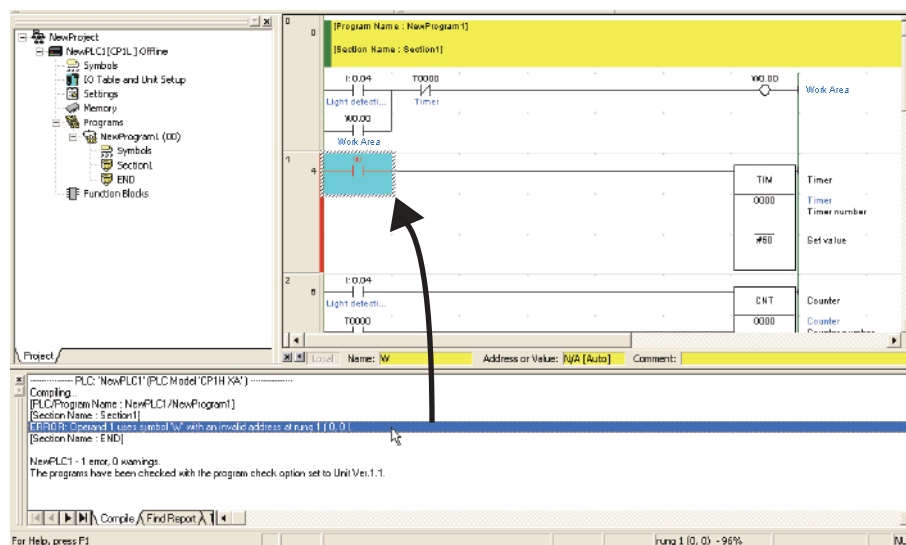 NewProject
NewPLC1[CP1L] Offline
Symbols
IO Table and Unit Setup
Settings
Memory
Programs
NewProgram1 (00)
Symbols
Section1
END
Function Blocks
Project
0
0
[Program Name : NewProgram1]
[Section Name : Section1]
I: 0.04
T0000
W0.00
Work Area
Light detecti...
Timer
W0.00
Work Area
1
4
W
TIM
Timer
0000
Timer
Timer number
#50
Set value
2
I: 0.04
Light detecti...
CNT
Counter
T0000
0000
Counter
Local Name: W Address or Value: N/A [Auto] Comment:
------------- PLC: 'NewPLC1' (PLC Model 'CP1H XA') -------------
Compiling...
[PLC/Program Name : NewPLC1/NewProgram1]
[Section Name : Section1]
ERROR: Operand 1 uses symbol 'W' with an invalid address at rung 1 ( 0, 0 )
[Section Name : END]
NewPLC1 - 1 error, 0 warnings.
The programs have been checked with the program check option set to Unit Ver.1.1.
Compile Find Report
For Help, press F1
rung 1 (0, 0) - 96%